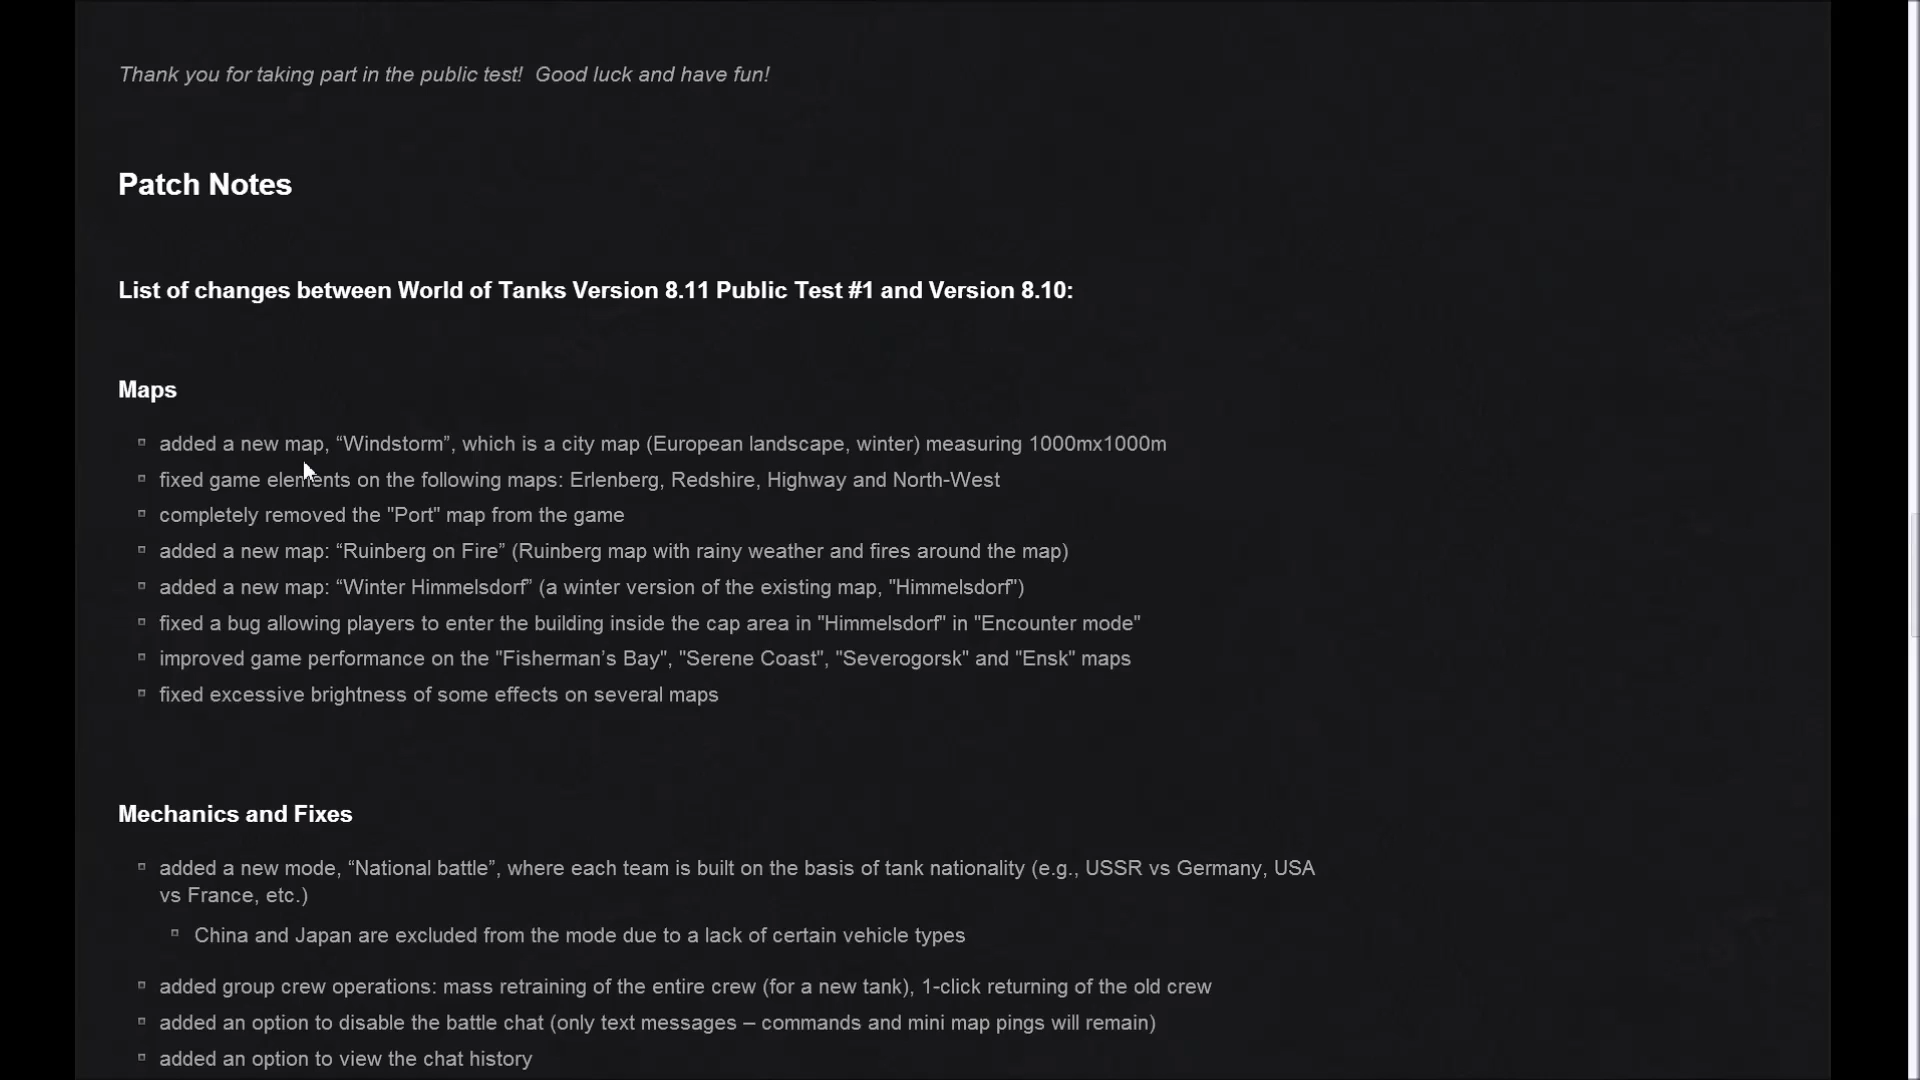 Thank you for taking part in the public test!  Good luck and have fun!
Patch Notes
List of changes between World of Tanks Version 8.11 Public Test #1 and Version 8.10:
Maps
added a new map, “Windstorm”, which is a city map (European landscape, winter) measuring 1000mx1000m
fixed game elements on the following maps: Erlenberg, Redshire, Highway and North-West
completely removed the "Port" map from the game
added a new map: “Ruinberg on Fire” (Ruinberg map with rainy weather and fires around the map)
added a new map: “Winter Himmelsdorf” (a winter version of the existing map, "Himmelsdorf")
fixed a bug allowing players to enter the building inside the cap area in "Himmelsdorf" in "Encounter mode"
improved game performance on the "Fisherman’s Bay", "Serene Coast", "Severogorsk" and "Ensk" maps
fixed excessive brightness of some effects on several maps
Mechanics and Fixes
added a new mode, “National battle”, where each team is built on the basis of tank nationality (e.g., USSR vs Germany, USA
vs France, etc.)
China and Japan are excluded from the mode due to a lack of certain vehicle types
added group crew operations: mass retraining of the entire crew (for a new tank), 1-click returning of the old crew
added an option to disable the battle chat (only text messages – commands and mini map pings will remain)
added an option to view the chat history